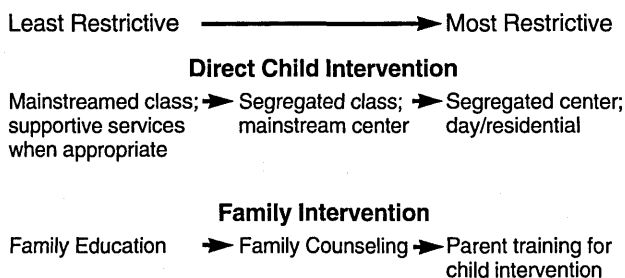 Least Restrictive Most Restrictive
Direct Child Intervention
Mainstreamed class; Segregated class; Segregated center;
supportive services mainstream center day/residential
when appropriate
Family Intervention
Family Education Family Counseling Parent training for
child intervention